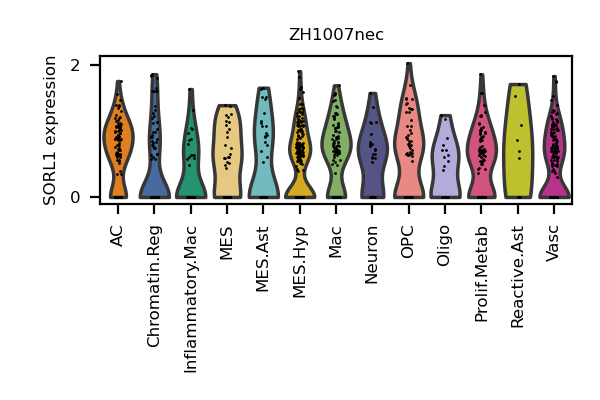 ZH1007nec
SORL1 expression
2
0
AC
Chromatin.Reg
Inflammatory.Mac
MES
MES.Ast
MES.Hyp
Mac
Neuron
OPC
Oligo
Prolif.Metab
Reactive.Ast
Vasc